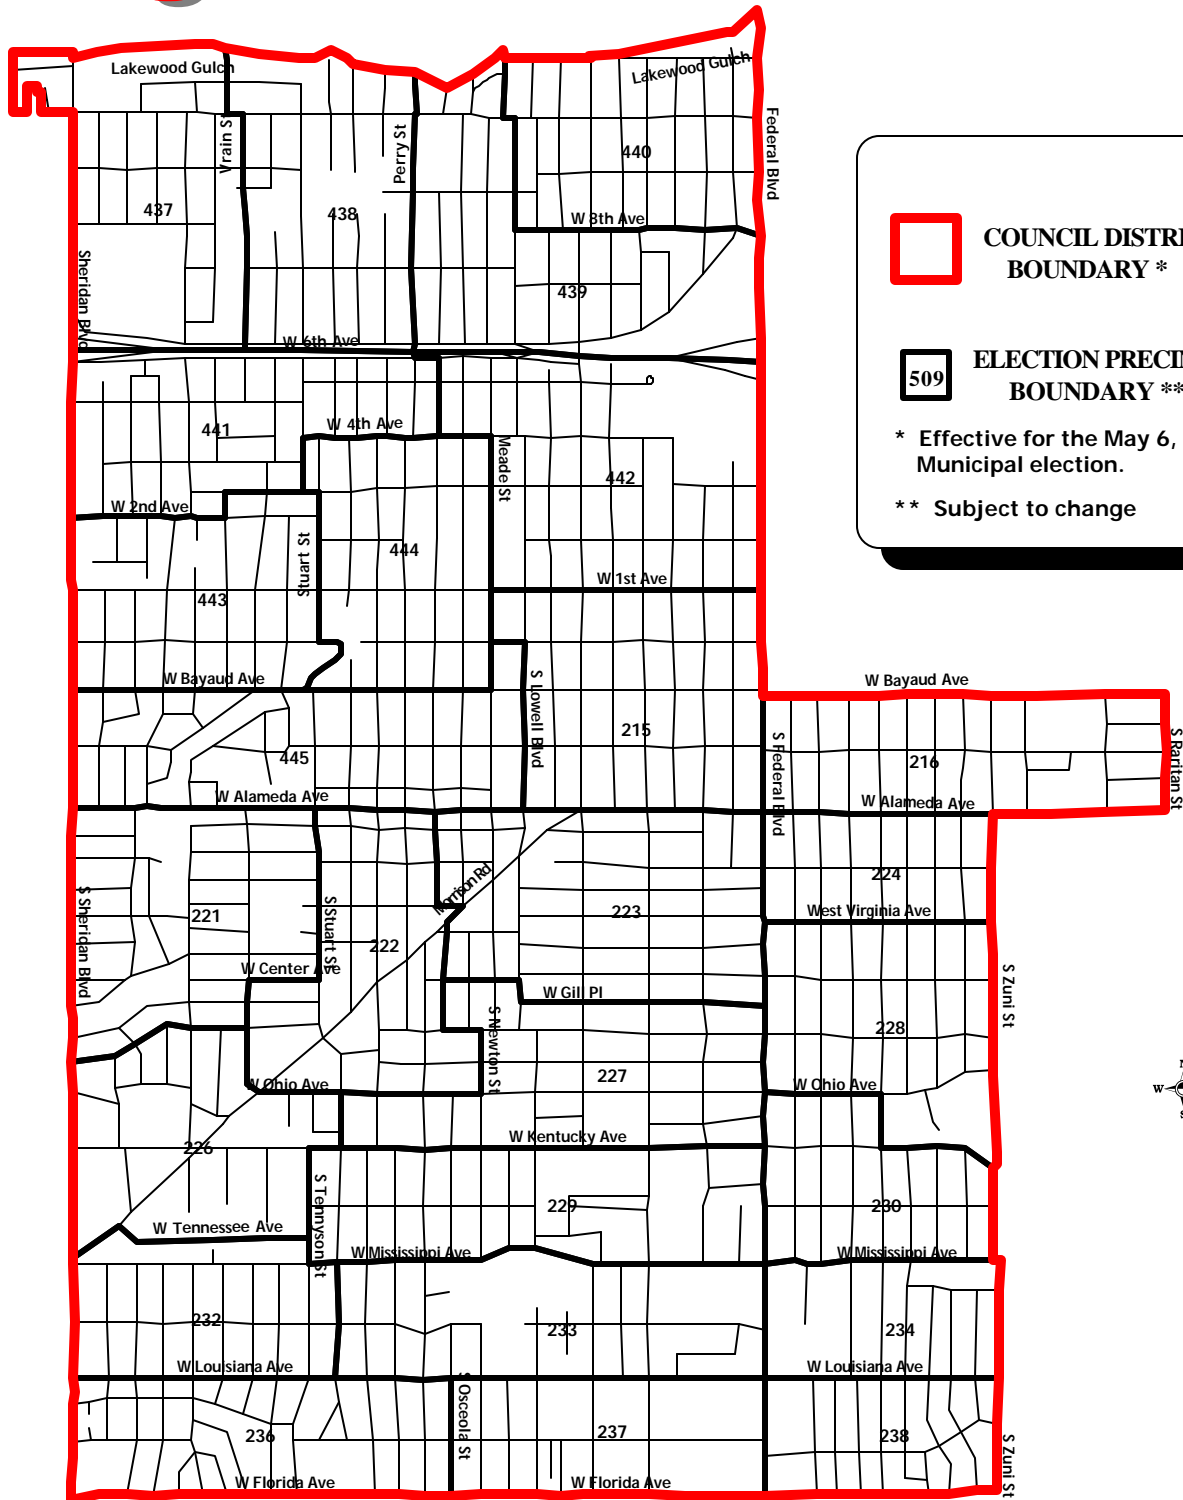 Lakewood Gulch
Lakewood Gulch
Vrain S
Perry St
Federal Blvd
440
437
438
W 8th Ave
Sheridan Blvd
439
W 6th Ave
COUNCIL DISTRI
BOUNDARY *
509
ELECTION PRECIN
BOUNDARY **
* Effective for the May 6,
Municipal election.
** Subject to change
441
W 4th Ave
Meade St
442
W 2nd Ave
Stuart St
444
W 1st Ave
443
W Bayaud Ave
W Bayaud Ave
S Lowell Blvd
215
S Federal Blvd
S Raritan St
445
216
W Alameda Ave
W Alameda Ave
Morrison Rd
224
S Sheridan Blvd
221
S Stuart St
223
West Virginia Ave
222
W Center Ave
S Zuni St
W Gill Pl
S Newton St
228
227
W Ohio Ave
W Ohio Ave
N
W
S
W Kentucky Ave
226
S Tennyson St
229
230
W Tennessee Ave
W Mississippi Ave
W Mississippi Ave
232
233
234
W Louisiana Ave
W Louisiana Ave
S Osceola St
236
237
238
S Zuni St
W Florida Ave
W Florida Ave